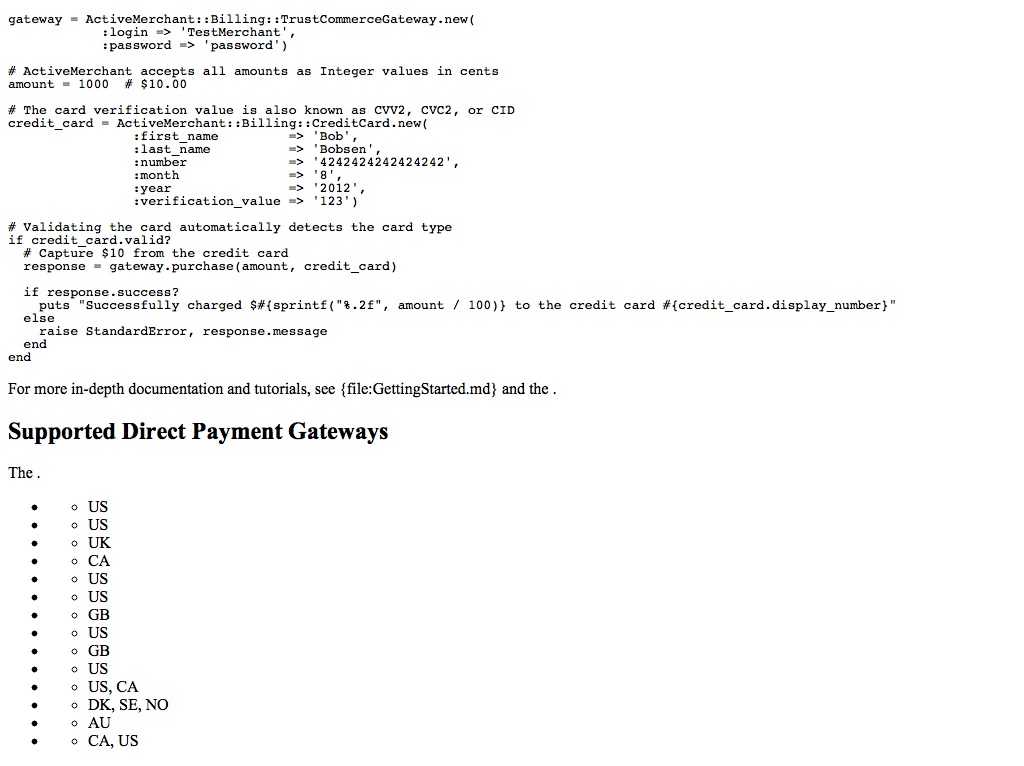 gateway = ActiveMerchant::Billing::TrustCommerceGateway.new(
            :login => 'TestMerchant',
            :password => 'password')
# ActiveMerchant accepts all amounts as Integer values in cents
amount = 1000  # $10.00
# The card verification value is also known as CVV2, CVC2, or CID
credit_card = ActiveMerchant::Billing::CreditCard.new(
                :first_name         => 'Bob',
                :last_name          => 'Bobsen',
                :number             => '4242424242424242',
                :month              => '8',
                :year               => '2012',
                :verification_value => '123')
# Validating the card automatically detects the card type
if credit_card.valid?
  # Capture $10 from the credit card
  response = gateway.purchase(amount, credit_card)
  if response.success?
    puts "Successfully charged $#{sprintf("%.2f", amount / 100)} to the credit card #{credit_card.display_number}"
  else
    raise StandardError, response.message
  end
end
For more in-depth documentation and tutorials, see {file:GettingStarted.md} and the .
Supported Direct Payment Gateways
The .
US
US
UK
CA
US
US
GB
US
GB
US
US, CA
DK, SE, NO
AU
CA, US